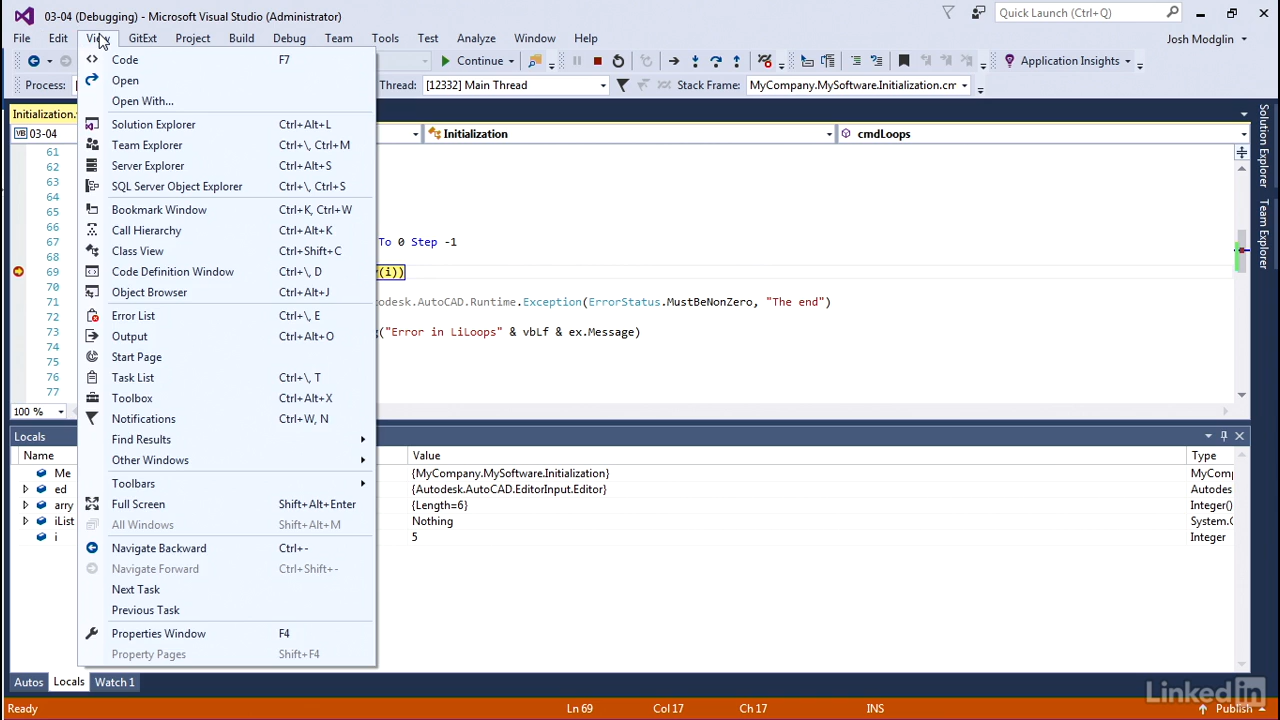 03-04 (Debugging) - Microsoft Visual Studio (Administrator)
Quick Launch (Ctrl+Q)
File Edit View GitExt Project Build Debug Team Tools Test Analyze Window Help
Josh Modglin
Continue
Application Insights
Process:
Thread: [12332] Main Thread
Stack Frame: MyCompany.MySoftware.Initialization.cm
Initialization.
03-04
Initialization
cmdLoops
Code F7
Open
Open With...
Solution Explorer Ctrl+Alt+L
Team Explorer Ctrl+\, Ctrl+M
Server Explorer Ctrl+Alt+S
SQL Server Object Explorer Ctrl+\, Ctrl+S
Bookmark Window Ctrl+K, Ctrl+W
Call Hierarchy Ctrl+Alt+K
Class View Ctrl+Shift+C
Code Definition Window Ctrl+\, D
Object Browser Ctrl+Alt+J
Error List Ctrl+\, E
Output Ctrl+Alt+O
Start Page
Task List Ctrl+\, T
Toolbox Ctrl+Alt+X
Notifications Ctrl+W, N
Find Results
Other Windows
Toolbars
Full Screen Shift+Alt+Enter
All Windows Shift+Alt+M
Navigate Backward Ctrl+-
Navigate Forward Ctrl+Shift+-
Next Task
Previous Task
Properties Window F4
Property Pages Shift+F4
61
62
63
64
65
66
67 To 0 Step -1
68
69 (i))
70
71 odesk.AutoCAD.Runtime.Exception(ErrorStatus.MustBeNonZero, "The end")
72
73 ("Error in LiLoops" & vbLf & ex.Message)
74
75
76
77
100 %
Solution Explorer
Team Explorer
Locals
Name Value Type
Me {MyCompany.MySoftware.Initialization} MyComp
ed {Autodesk.AutoCAD.EditorInput.Editor} Autodes
arry {Length=6} Integer()
iList Nothing System.C
i 5 Integer
Autos Locals Watch 1
LinkedIn
Ready Ln 69 Col 17 Ch 17 INS Publish